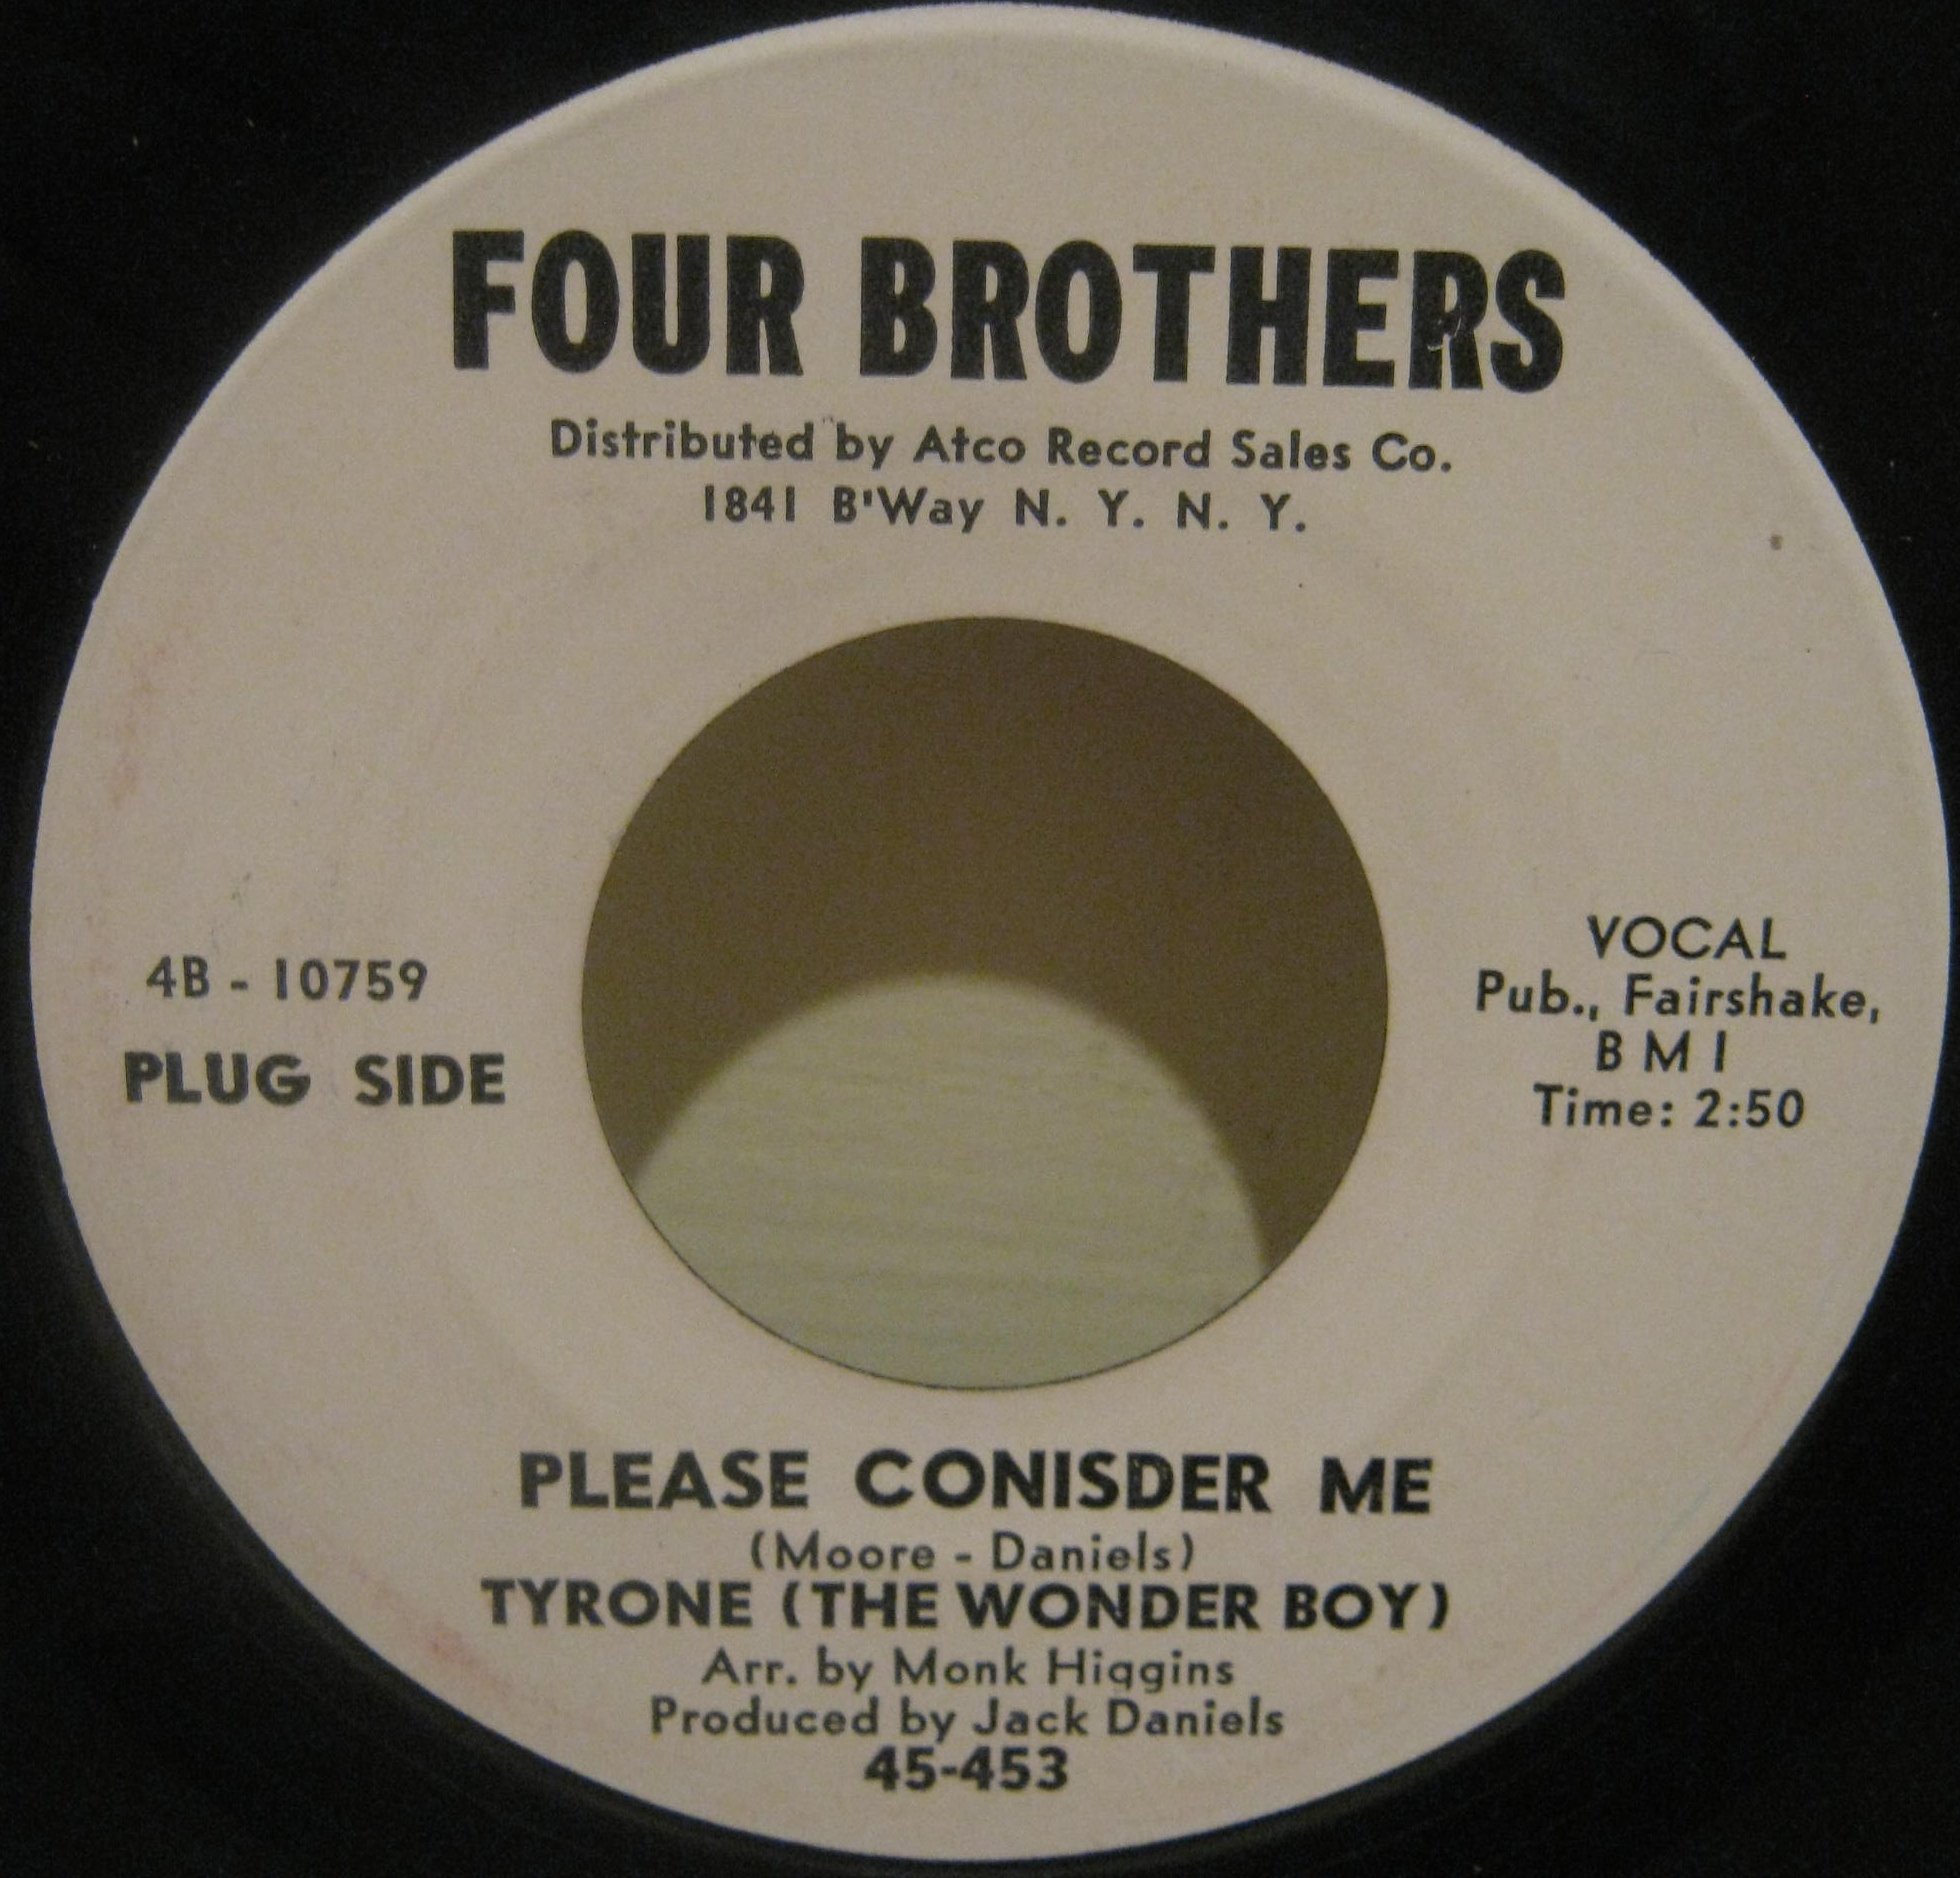 FOUR BROTHERS
Distributed by Atco Record Sales Co.
1841 B'Way N. Y. N. Y.
4B - 10759
PLUG SIDE
VOCAL
Pub., Fairshake,
B M I
Time: 2:50
PLEASE CONISDER ME
(Moore - Daniels)
TYRONE (THE WONDER BOY)
Arr. by Monk Higgins
Produced by Jack Daniels
45-453